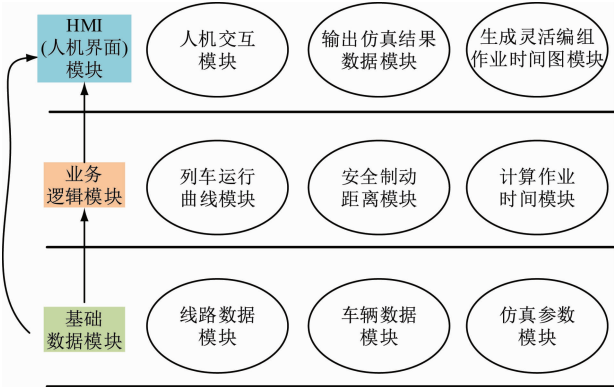 HMI
(人机界面)
模块
人机交互
模块
输出仿真结果
数据模块
生成灵活编组
作业时间图模块
业务
逻辑模块
列车运行
曲线模块
安全制动
距离模块
计算作业
时间模块
基础
数据模块
线路数据
模块
车辆数据
模块
仿真参数
模块